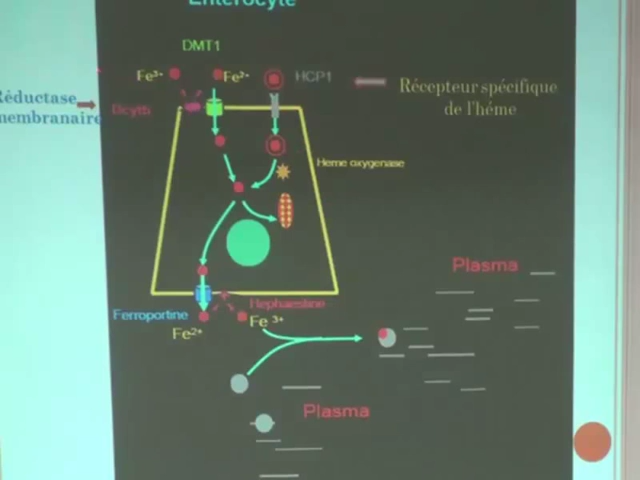 Enterocyte
DMT1
Fe³⁺
Fe²⁺
HCP1
Récepteur spécifique
de l'héme
Réductase
membranaire
Dcytb
Heme oxygenase
Plasma
Ferroportine
Hephaestine
Fe²⁺
Fe ³⁺
Plasma